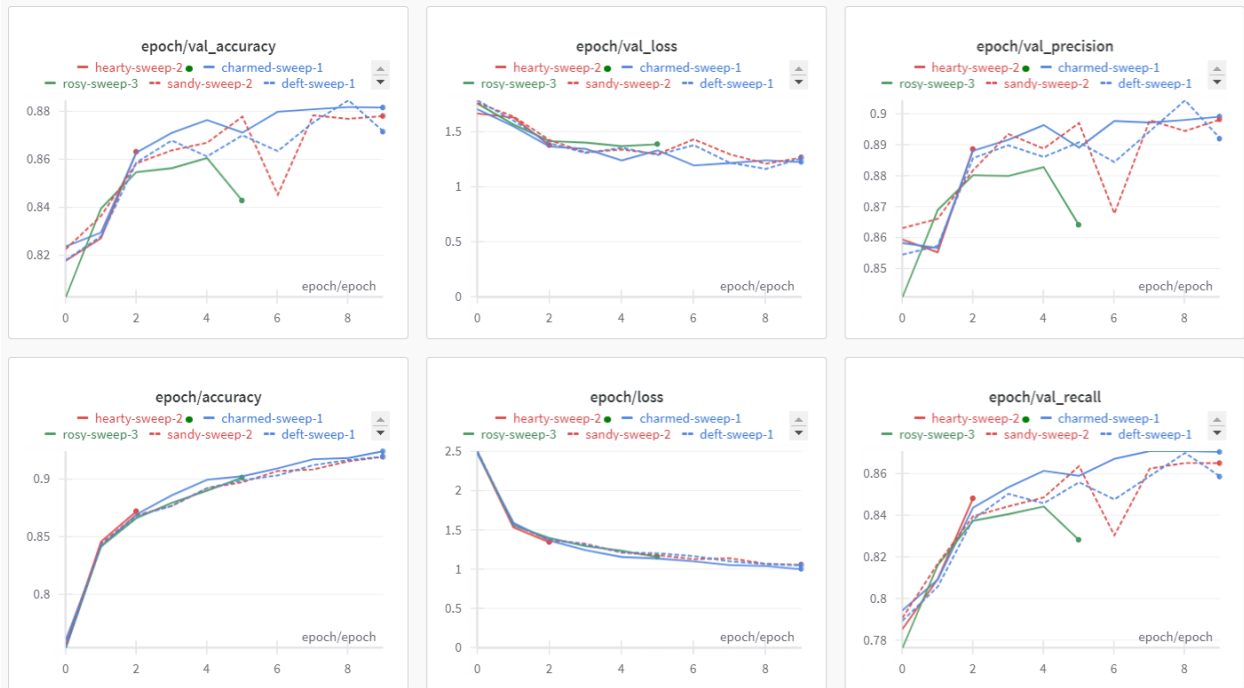 epoch/val_accuracy
hearty-sweep-2 charmed-sweep-1
rosy-sweep-3 sandy-sweep-2 deft-sweep-1
0.88
0.86
0.84
0.82
epoch/epoch
0 2 4 6 8
epoch/val_loss
hearty-sweep-2 charmed-sweep-1
rosy-sweep-3 sandy-sweep-2 deft-sweep-1
1.5
1
0.5
0
epoch/epoch
0 2 4 6 8
epoch/val_precision
hearty-sweep-2 charmed-sweep-1
rosy-sweep-3 sandy-sweep-2 deft-sweep-1
0.9
0.89
0.88
0.87
0.86
0.85
epoch/epoch
0 2 4 6 8
epoch/accuracy
hearty-sweep-2 charmed-sweep-1
rosy-sweep-3 sandy-sweep-2 deft-sweep-1
0.9
0.85
0.8
epoch/epoch
0 2 4 6 8
epoch/loss
hearty-sweep-2 charmed-sweep-1
rosy-sweep-3 sandy-sweep-2 deft-sweep-1
2.5
2
1.5
1
0.5
0
epoch/epoch
0 2 4 6 8
epoch/val_recall
hearty-sweep-2 charmed-sweep-1
rosy-sweep-3 sandy-sweep-2 deft-sweep-1
0.86
0.84
0.82
0.8
0.78
epoch/epoch
0 2 4 6 8